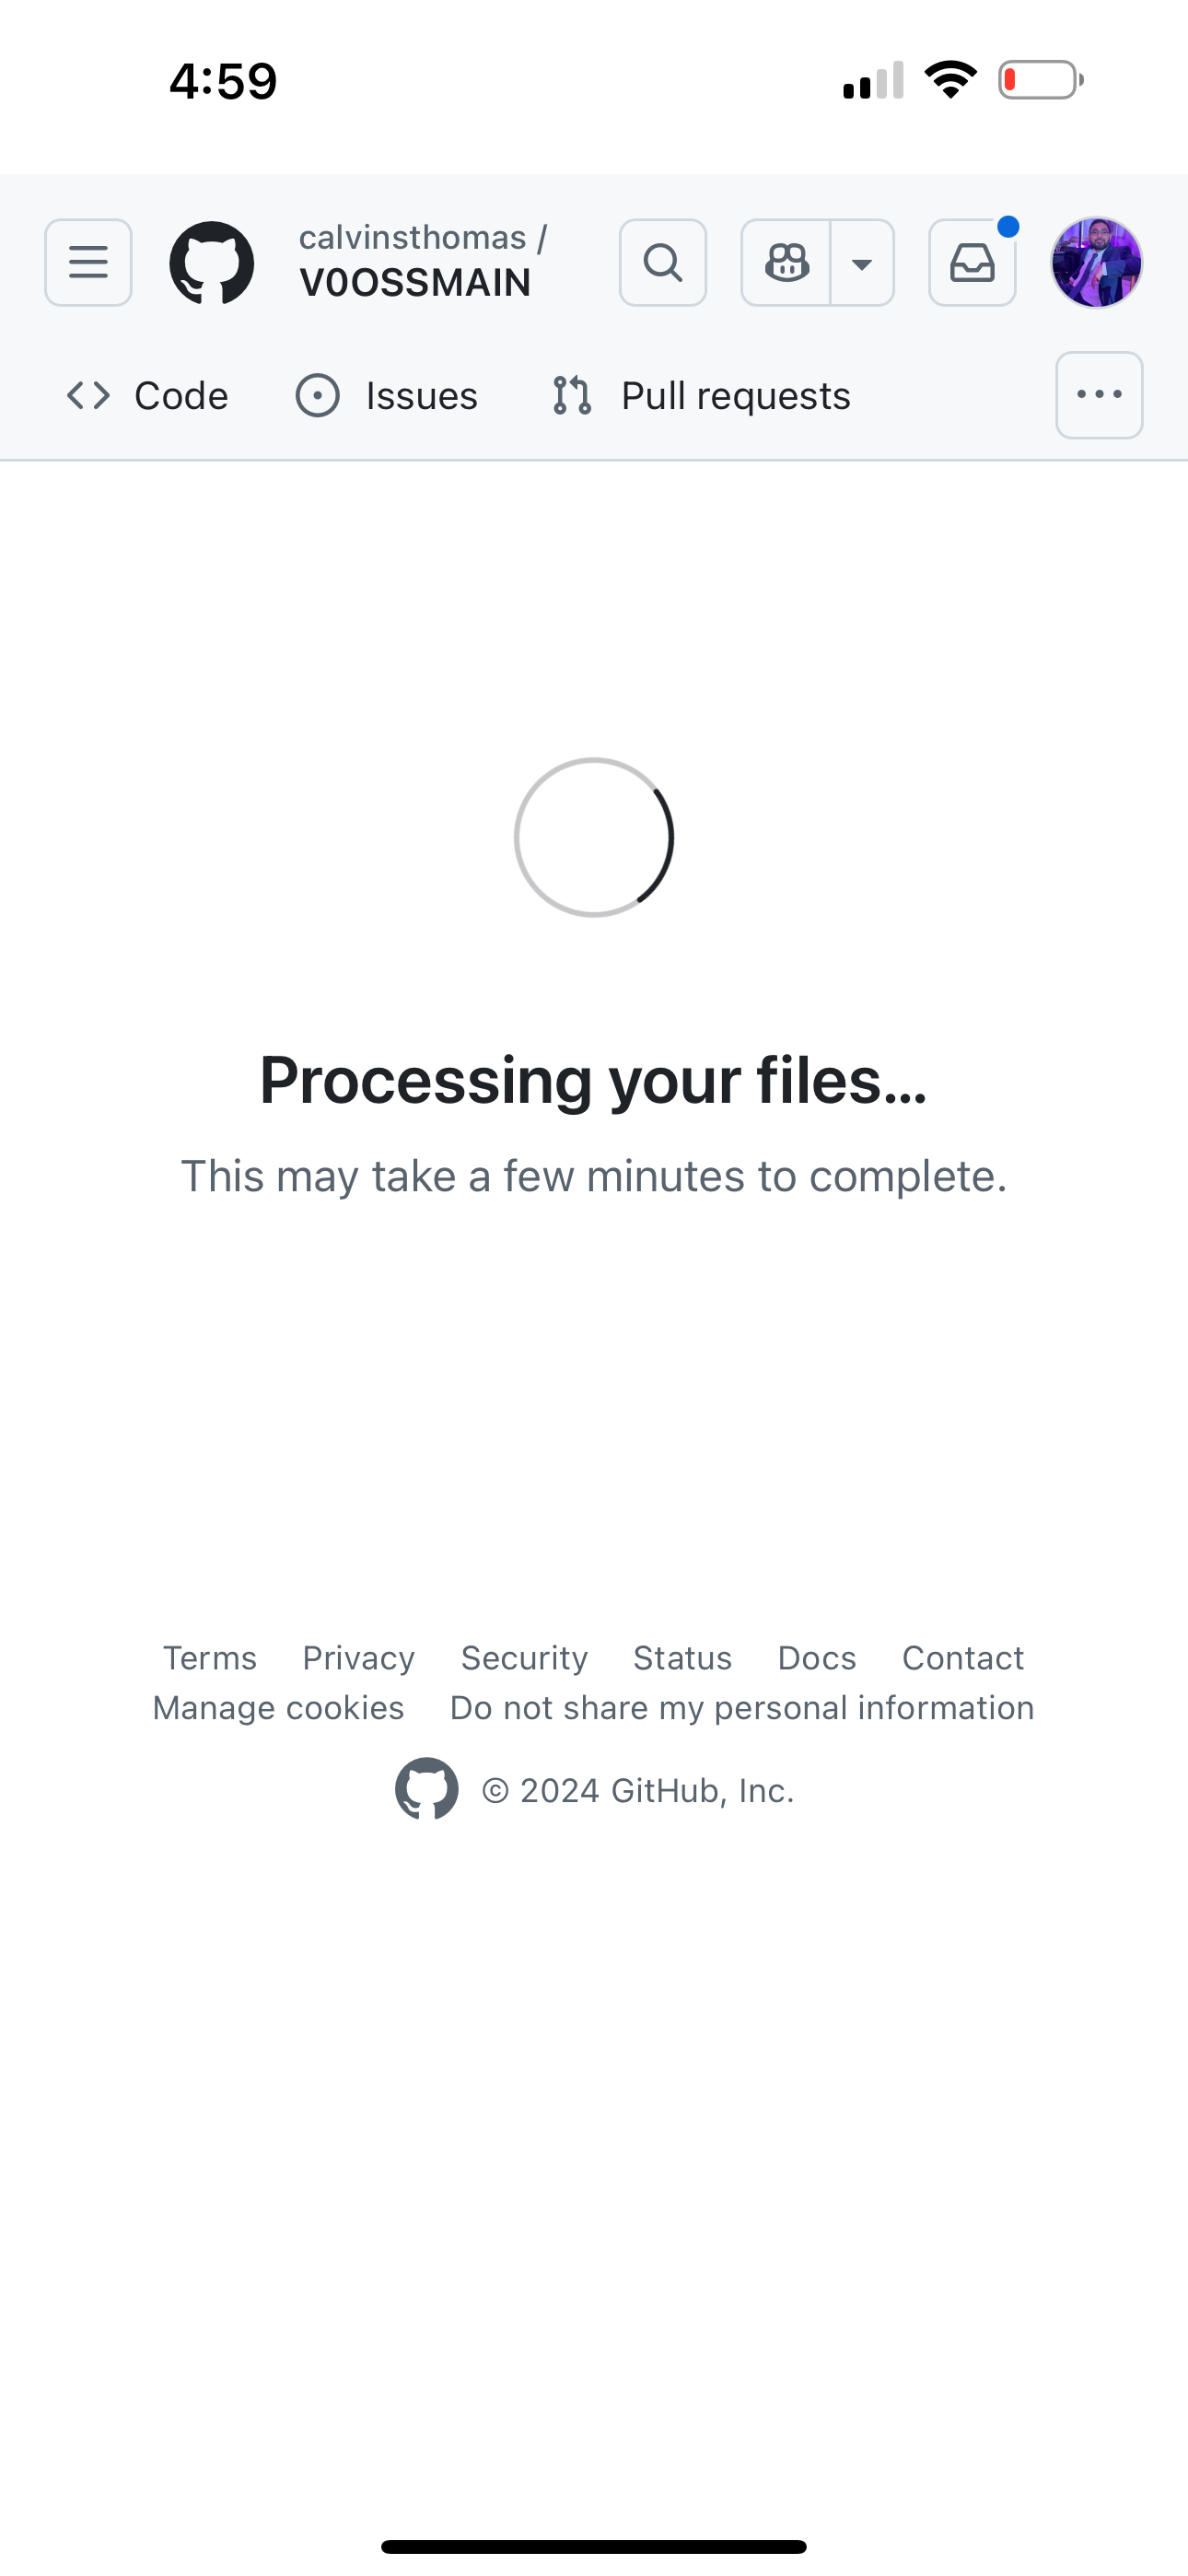 4:59
calvinsthomas /
V0OSSMAIN
Code Issues Pull requests
Processing your files...
This may take a few minutes to complete.
Terms Privacy Security Status Docs Contact
Manage cookies Do not share my personal information
© 2024 GitHub, Inc.